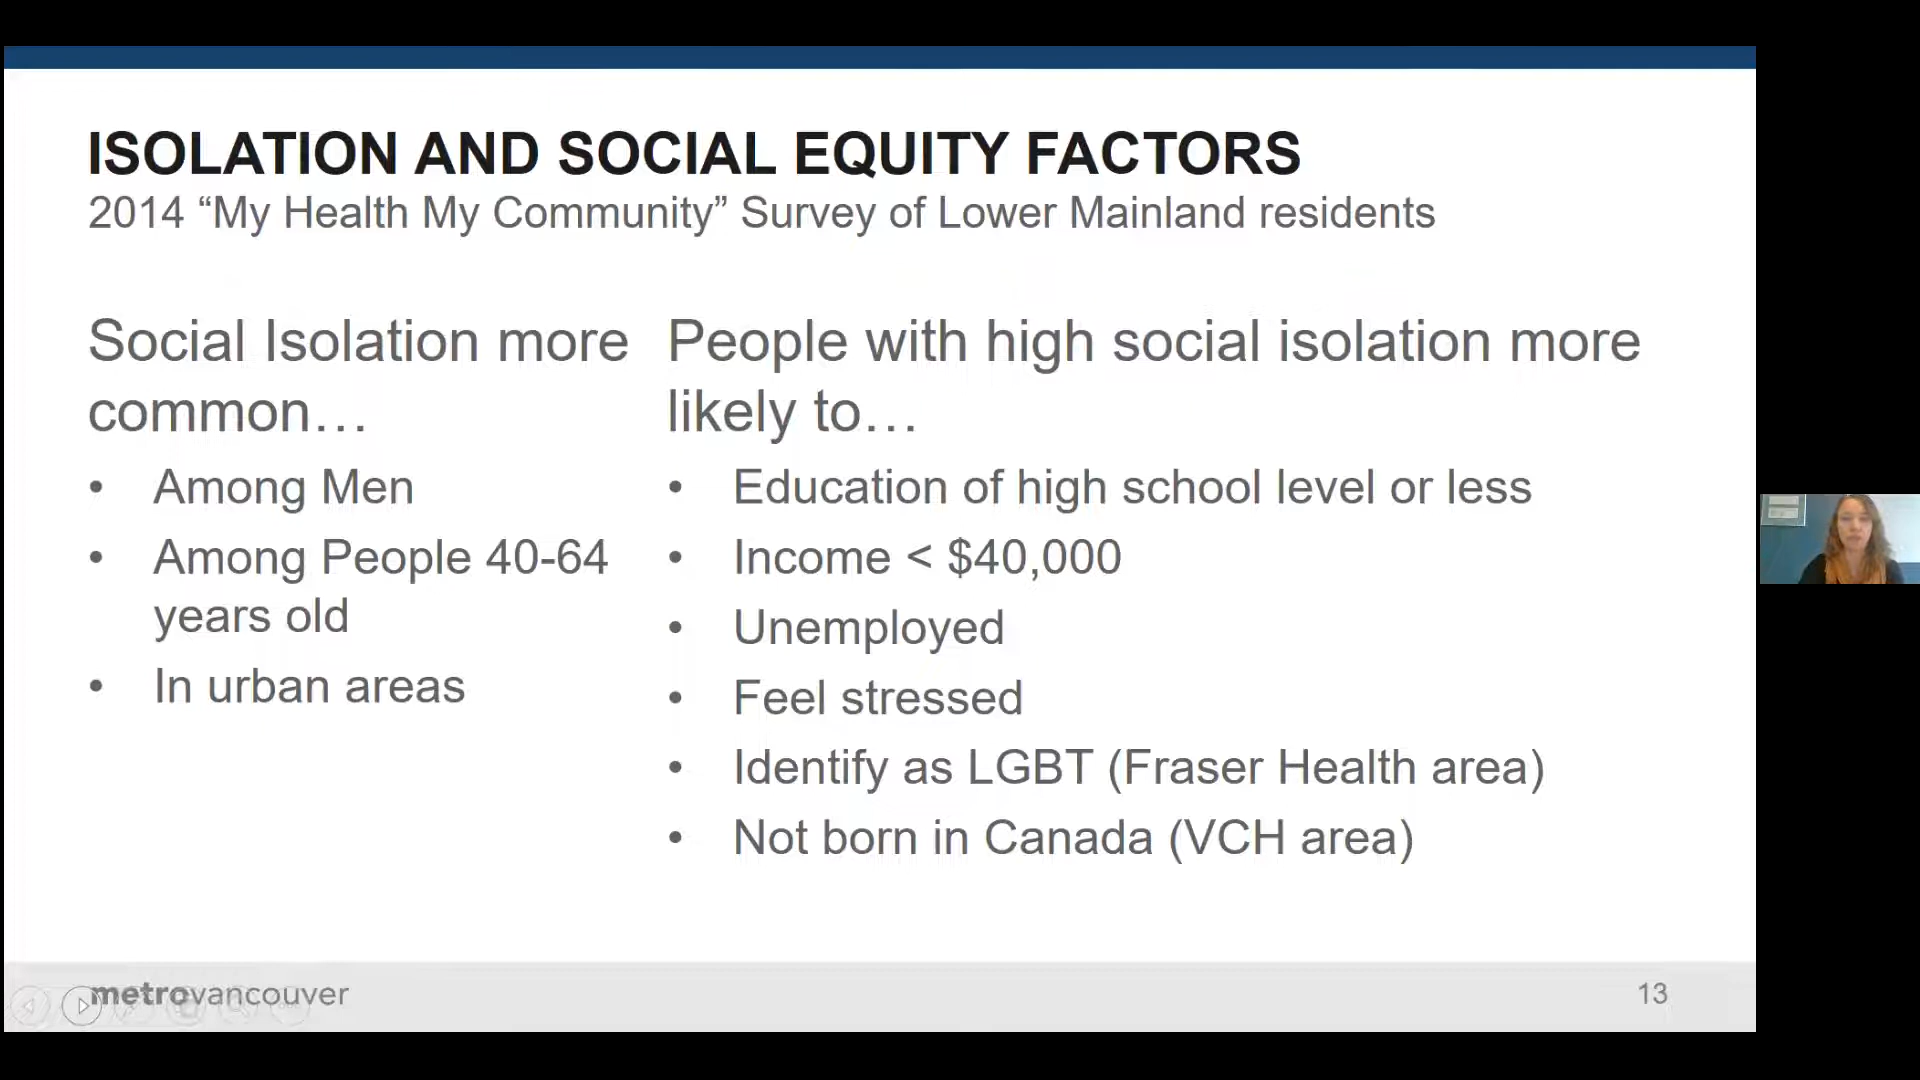 ISOLATION AND SOCIAL EQUITY FACTORS
2014 “My Health My Community” Survey of Lower Mainland residents
Social Isolation more
common…
• Among Men
• Among People 40-64
years old
• In urban areas
People with high social isolation more
likely to…
• Education of high school level or less
• Income < $40,000
• Unemployed
• Feel stressed
• Identify as LGBT (Fraser Health area)
• Not born in Canada (VCH area)
metrovancouver
13